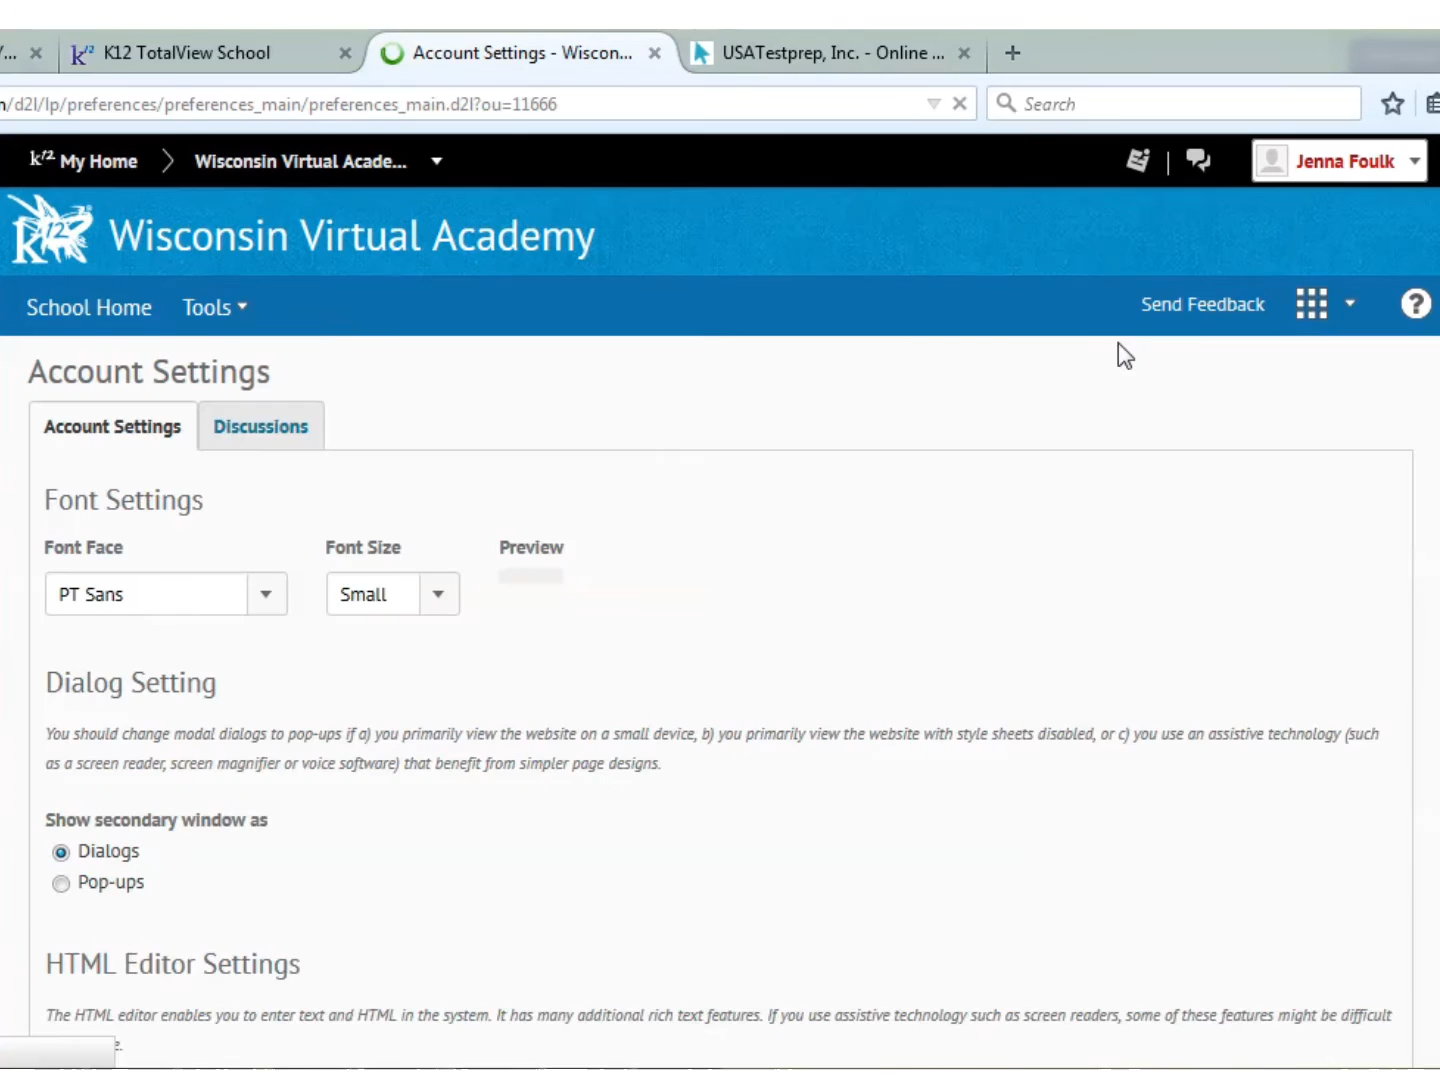 /...
K12 TotalView School
Account Settings - Wiscon...
USATestprep, Inc. - Online ...
/d2l/lp/preferences/preferences_main/preferences_main.d2l?ou=11666
Search
k12 My Home
Wisconsin Virtual Acade...
Jenna Foulk
K12
Wisconsin Virtual Academy
School Home
Tools
Send Feedback
?
Account Settings
Account Settings
Discussions
Font Settings
Font Face
Font Size
Preview
PT Sans
Small
Dialog Setting
You should change modal dialogs to pop-ups if a) you primarily view the website on a small device, b) you primarily view the website with style sheets disabled, or c) you use an assistive technology (such
as a screen reader, screen magnifier or voice software) that benefit from simpler page designs.
Show secondary window as
Dialogs
Pop-ups
HTML Editor Settings
The HTML editor enables you to enter text and HTML in the system. It has many additional rich text features. If you use assistive technology such as screen readers, some of these features might be difficult